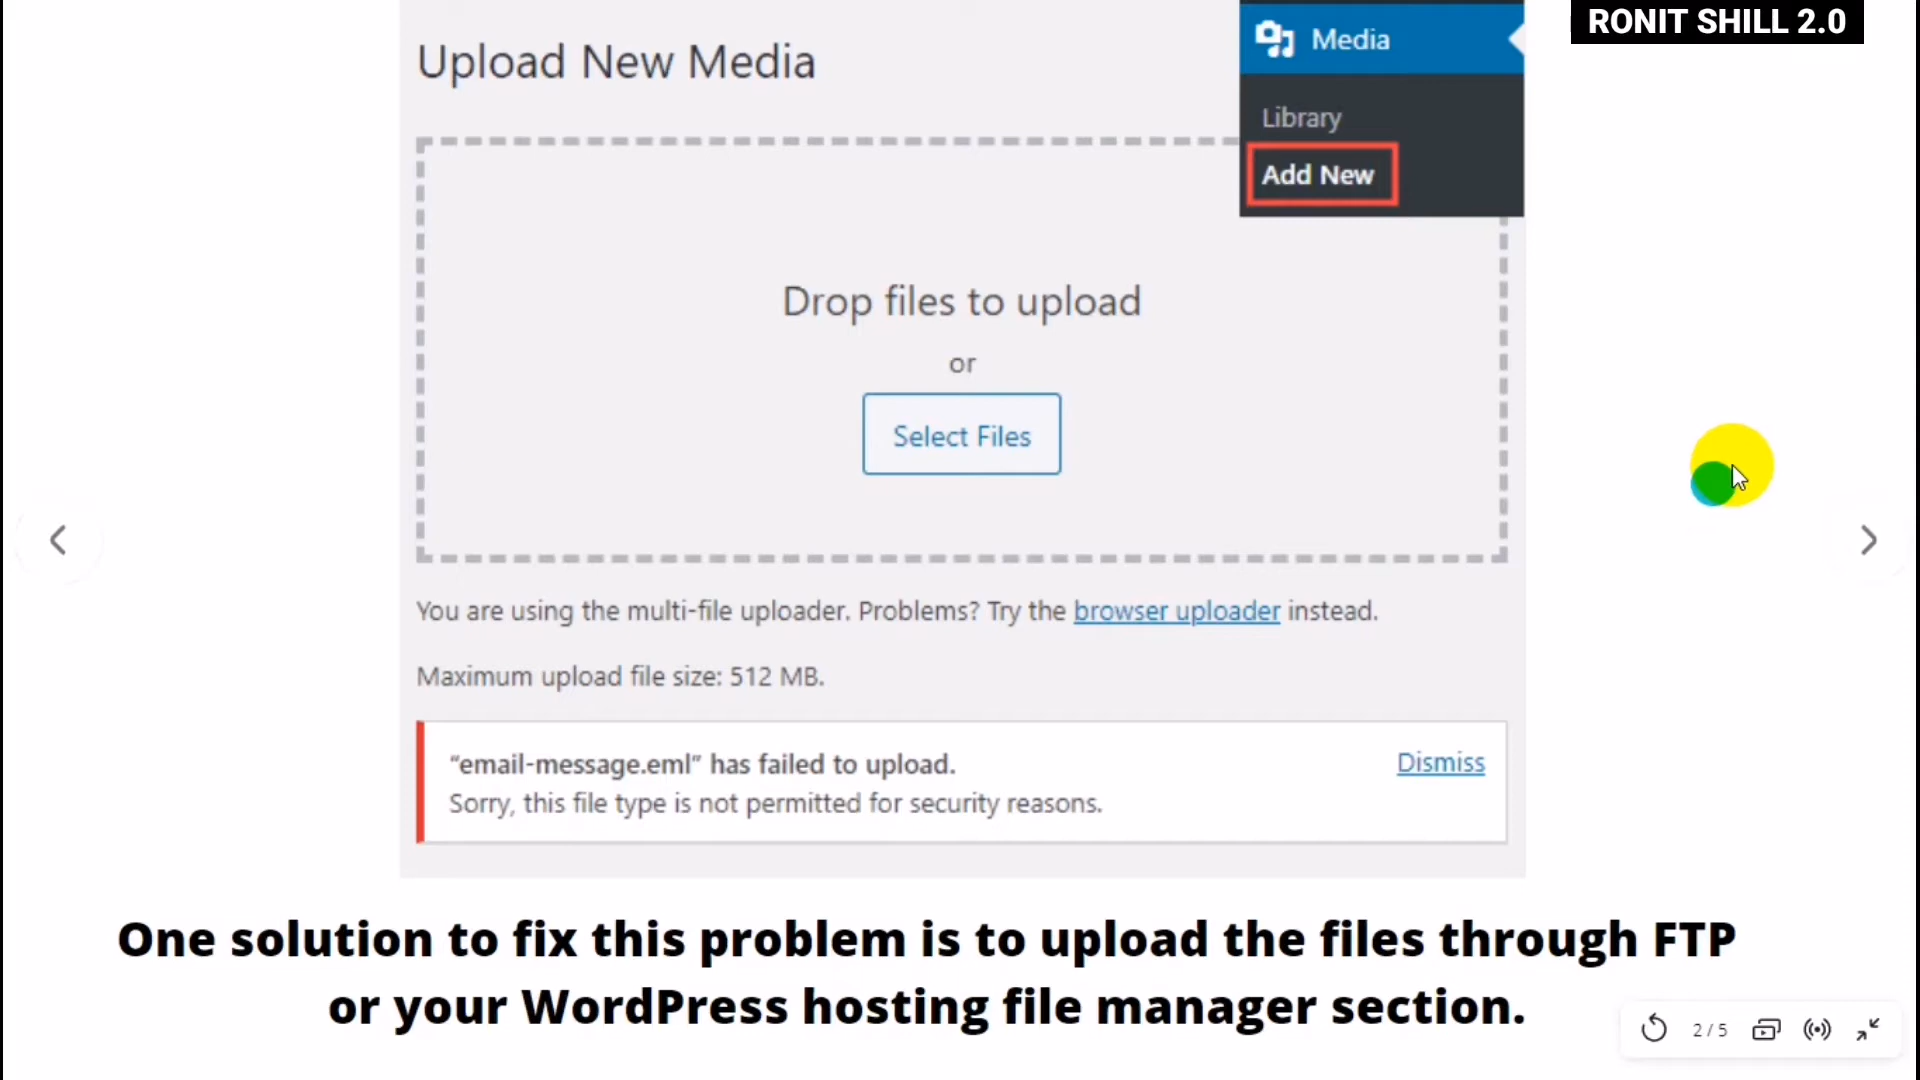 RONIT SHILL 2.0
Upload New Media
Media
Library
Add New
Drop files to upload
or
Select Files
You are using the multi-file uploader. Problems? Try the browser uploader instead.
Maximum upload file size: 512 MB.
“email-message.eml” has failed to upload.
Dismiss
Sorry, this file type is not permitted for security reasons.
One solution to fix this problem is to upload the files through FTP
or your WordPress hosting file manager section.
2 / 5